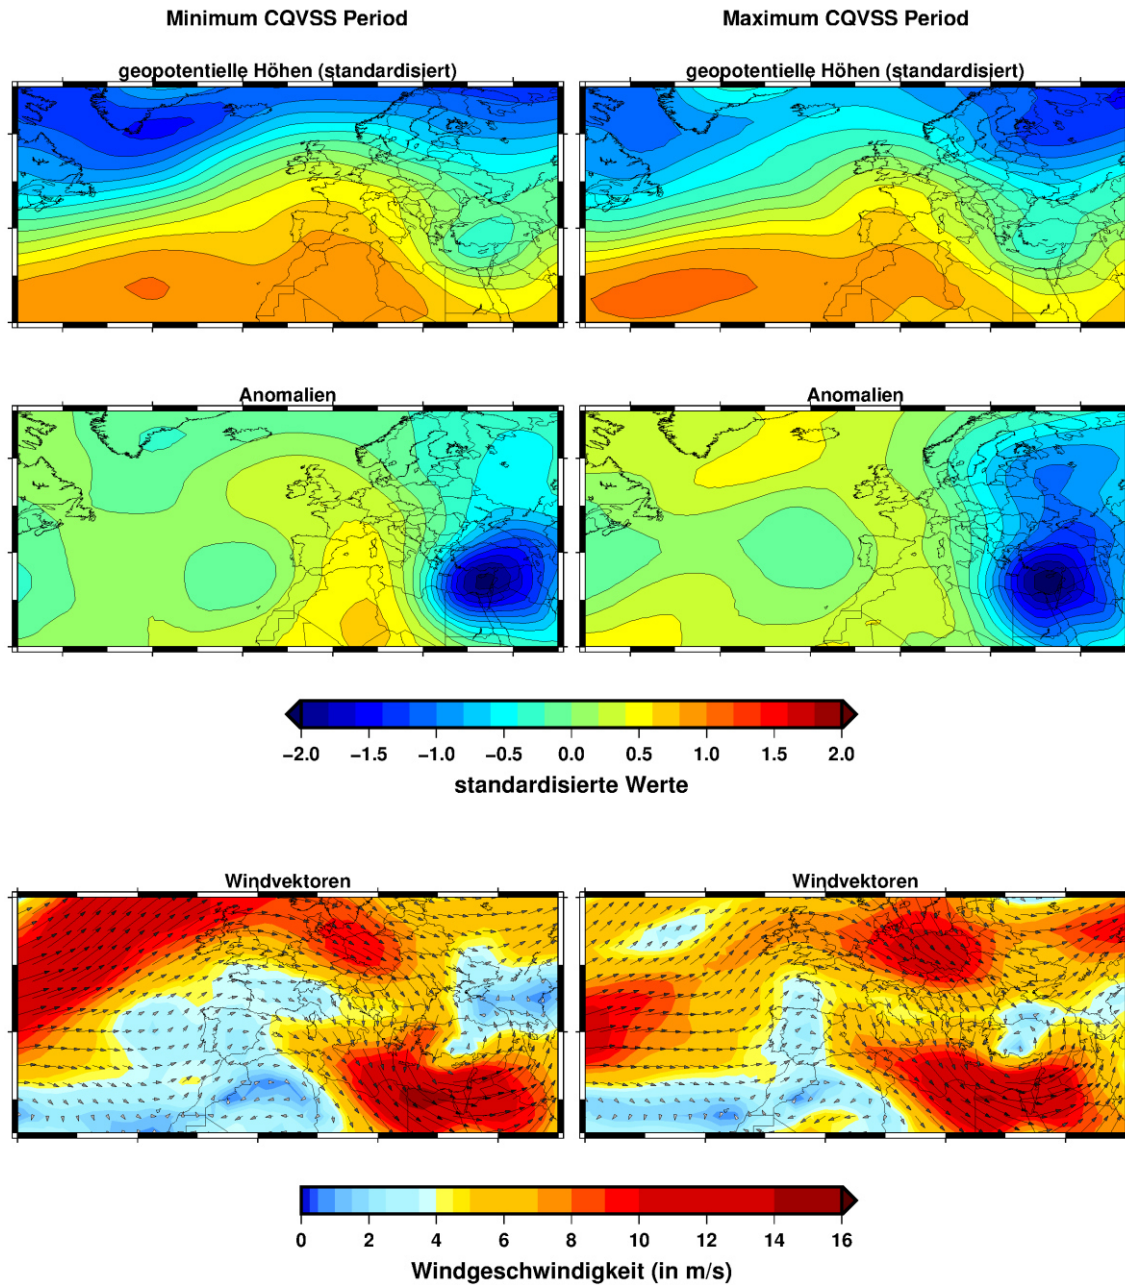 Minimum CQVSS Period
Maximum CQVSS Period
geopotentielle Höhen (standardisiert)
geopotentielle Höhen (standardisiert)
Anomalien
Anomalien
−2.0 −1.5 −1.0 −0.5 0.0 0.5 1.0 1.5 2.0
standardisierte Werte
Windvektoren
Windvektoren
0 2 4 6 8 10 14 16
Windgeschwindigkeit (in m/s)